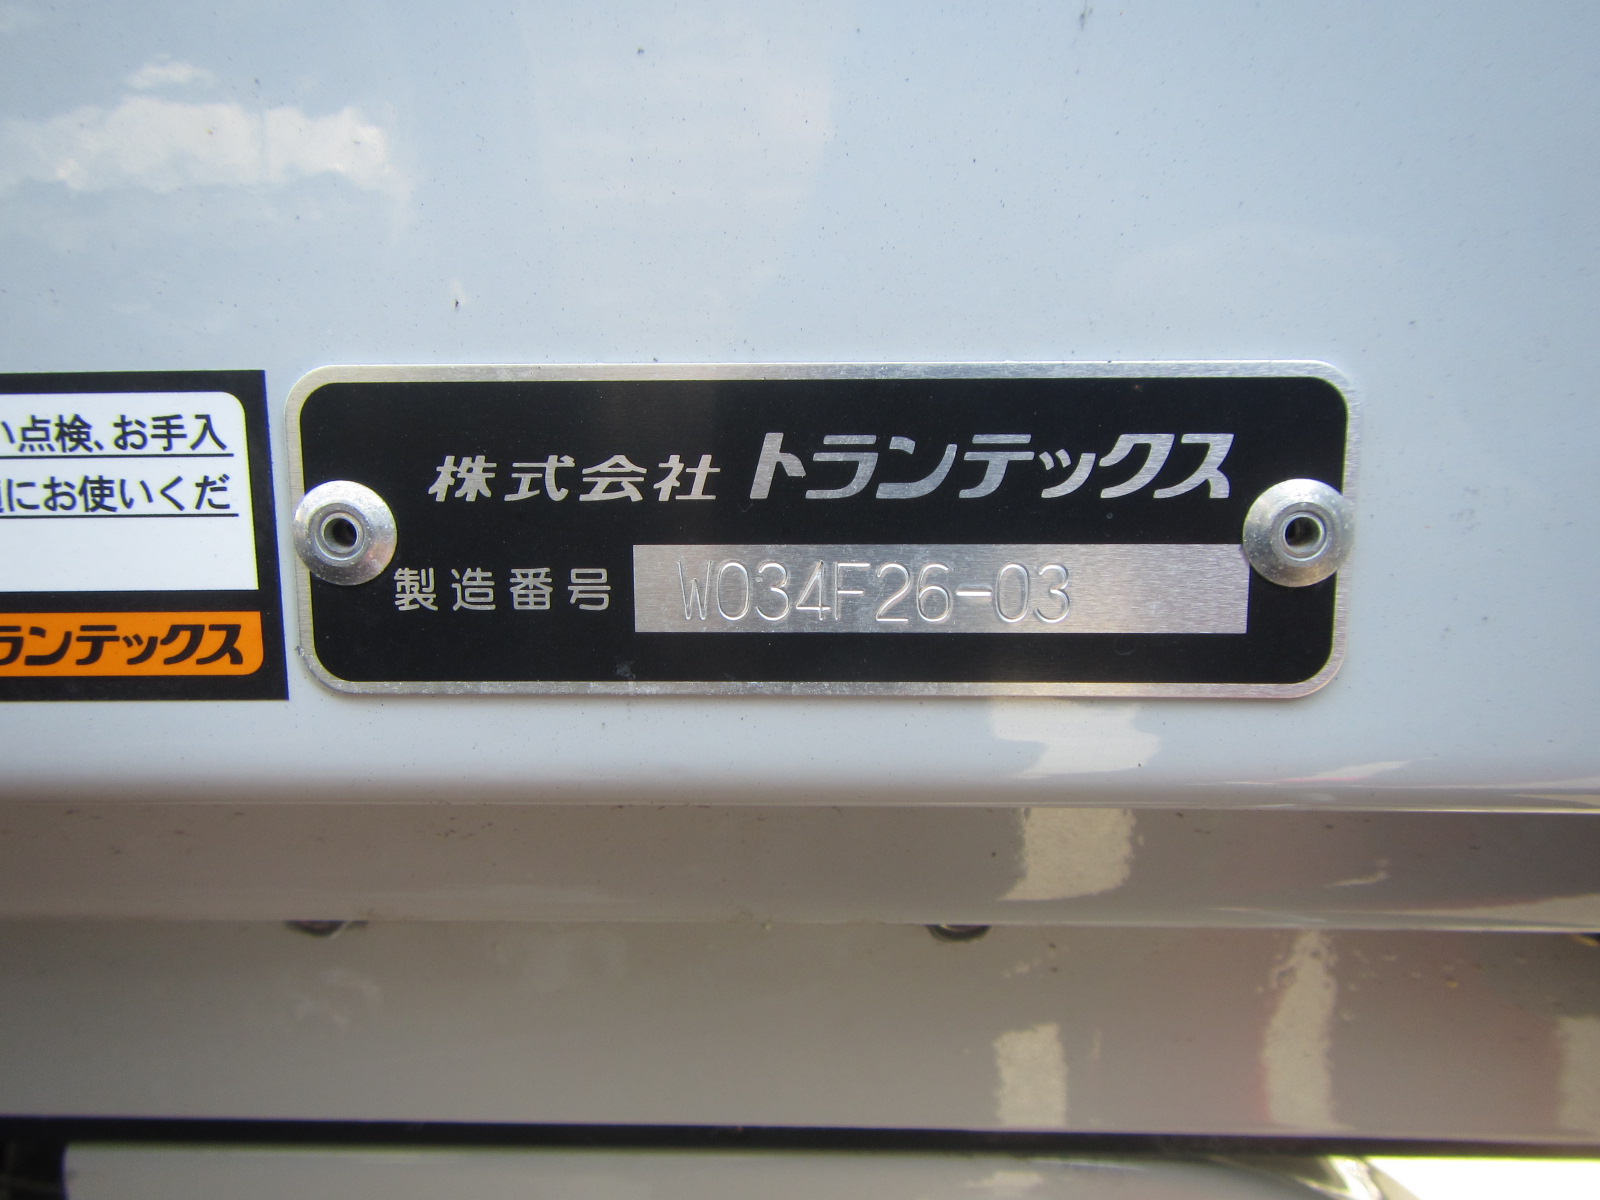 い点検、お手入
にお使いくだ
ランテックス
株式会社 トランテックス
製造番号 W034F26-03